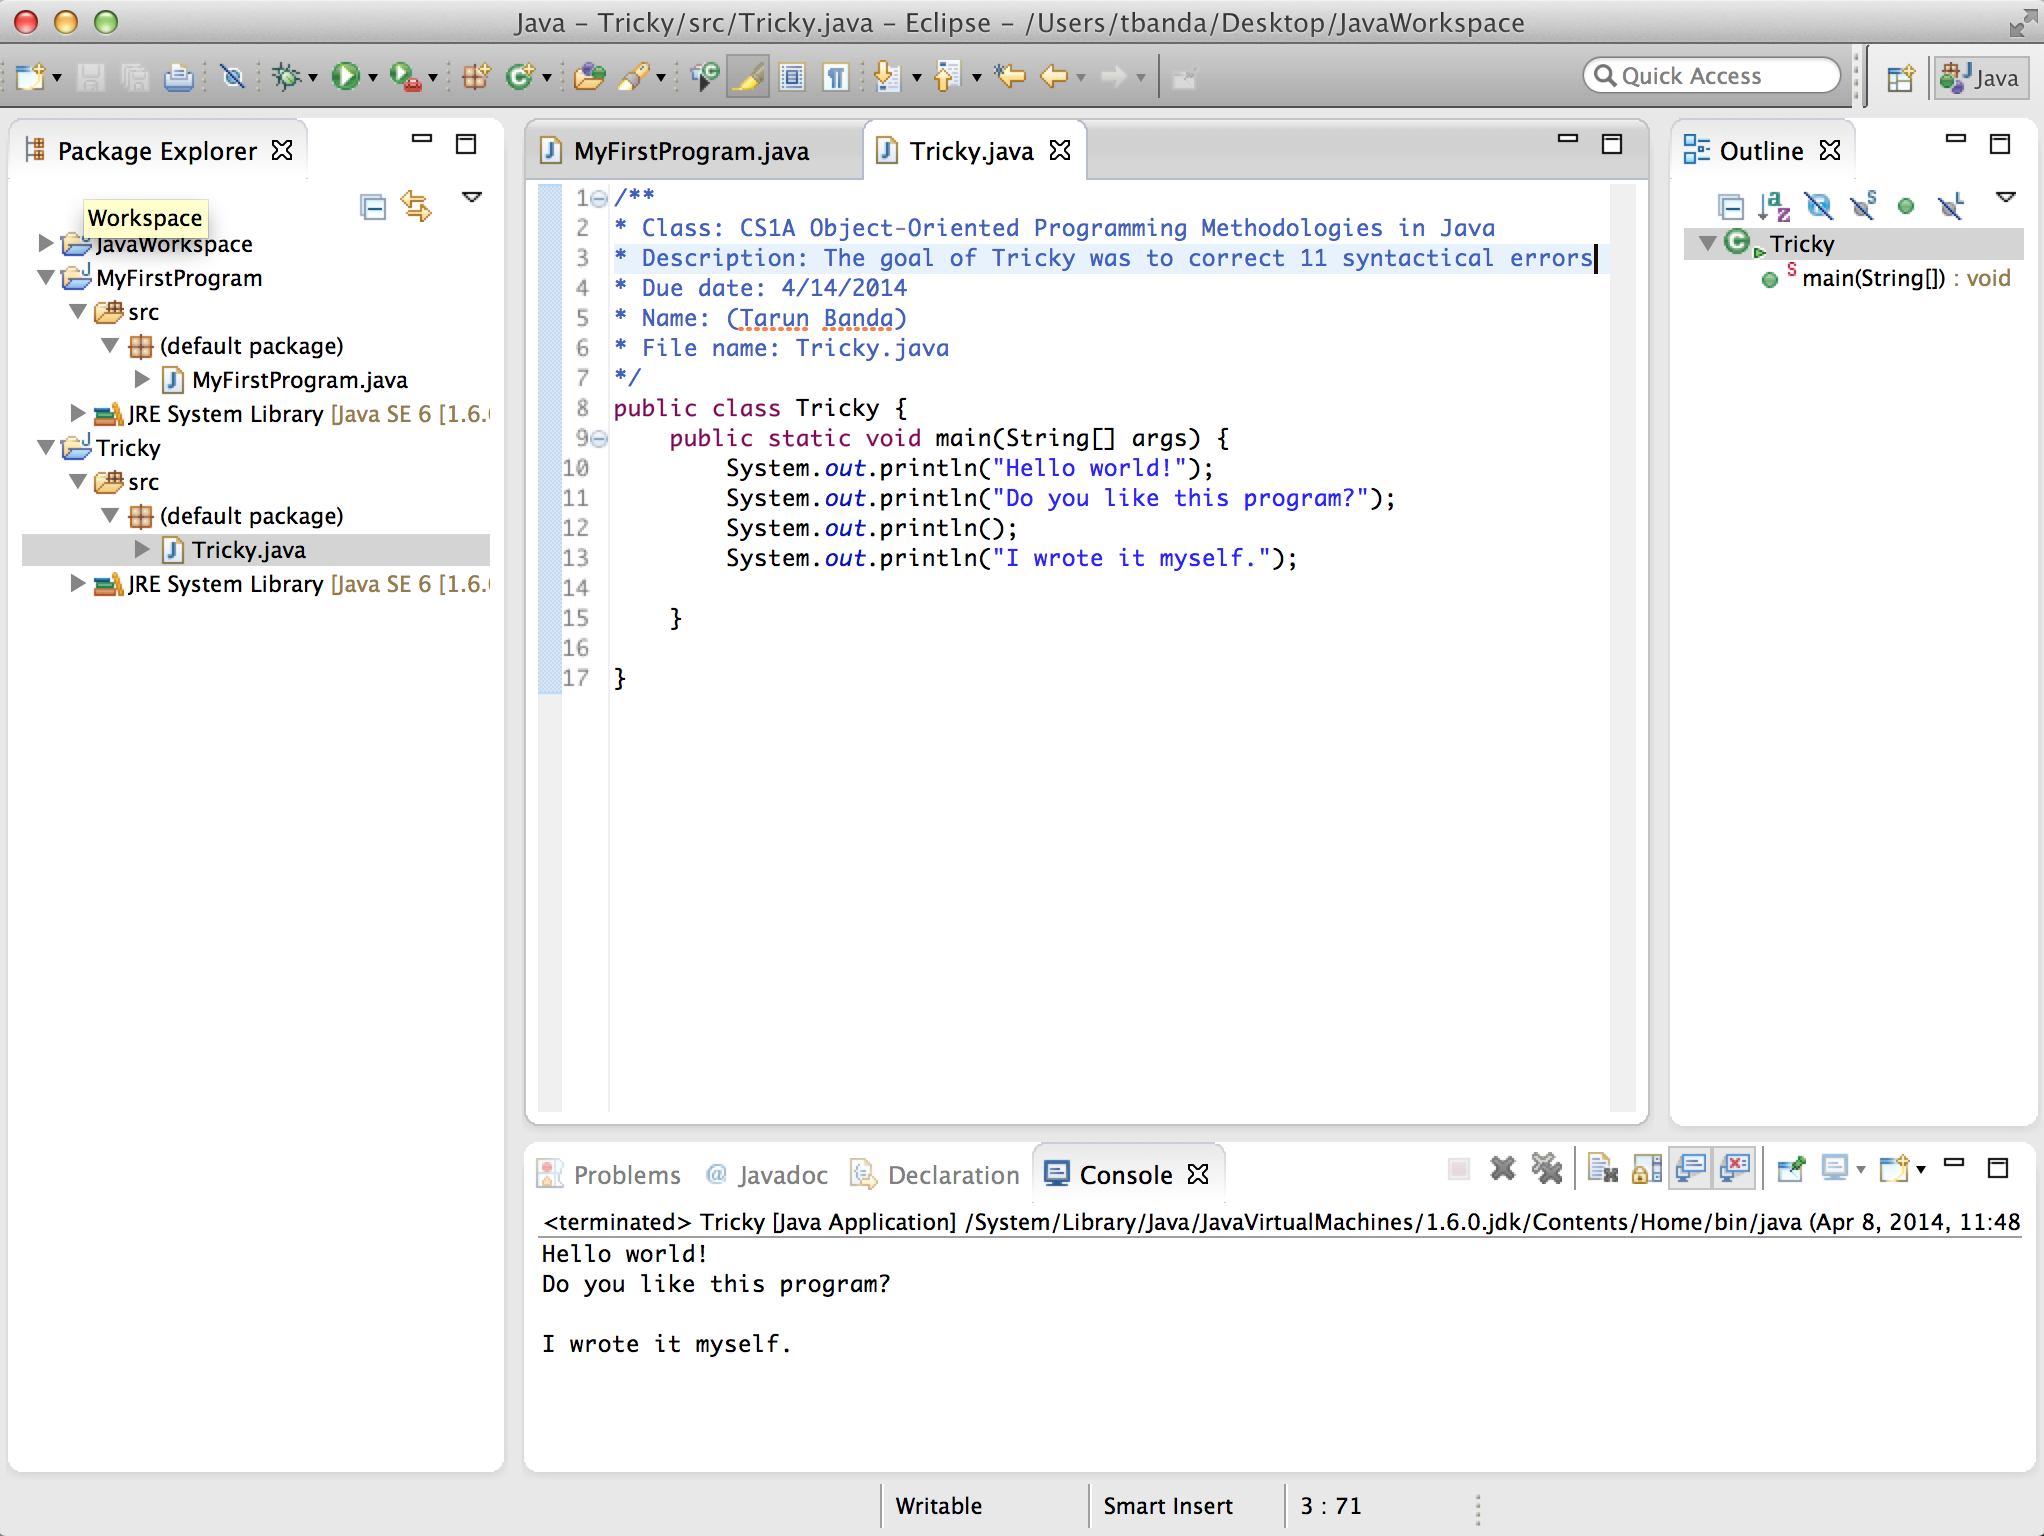 Java – Tricky/src/Tricky.java – Eclipse – /Users/tbanda/Desktop/JavaWorkspace
Quick Access
Java
Package Explorer
Workspace
JavaWorkspace
MyFirstProgram
src
(default package)
MyFirstProgram.java
JRE System Library [Java SE 6 [1.6.
Tricky
src
(default package)
Tricky.java
JRE System Library [Java SE 6 [1.6.
MyFirstProgram.java
Tricky.java
1 /**
2 * Class: CS1A Object-Oriented Programming Methodologies in Java
3 * Description: The goal of Tricky was to correct 11 syntactical errors
4 * Due date: 4/14/2014
5 * Name: (Tarun Banda)
6 * File name: Tricky.java
7 */
8 public class Tricky {
9 public static void main(String[] args) {
10 System.out.println("Hello world!");
11 System.out.println("Do you like this program?");
12 System.out.println();
13 System.out.println("I wrote it myself.");
14
15 }
16
17 }
Outline
Tricky
main(String[]) : void
Problems
@ Javadoc
Declaration
Console
<terminated> Tricky [Java Application] /System/Library/Java/JavaVirtualMachines/1.6.0.jdk/Contents/Home/bin/java (Apr 8, 2014, 11:48
Hello world!
Do you like this program?
I wrote it myself.
Writable
Smart Insert
3 : 71